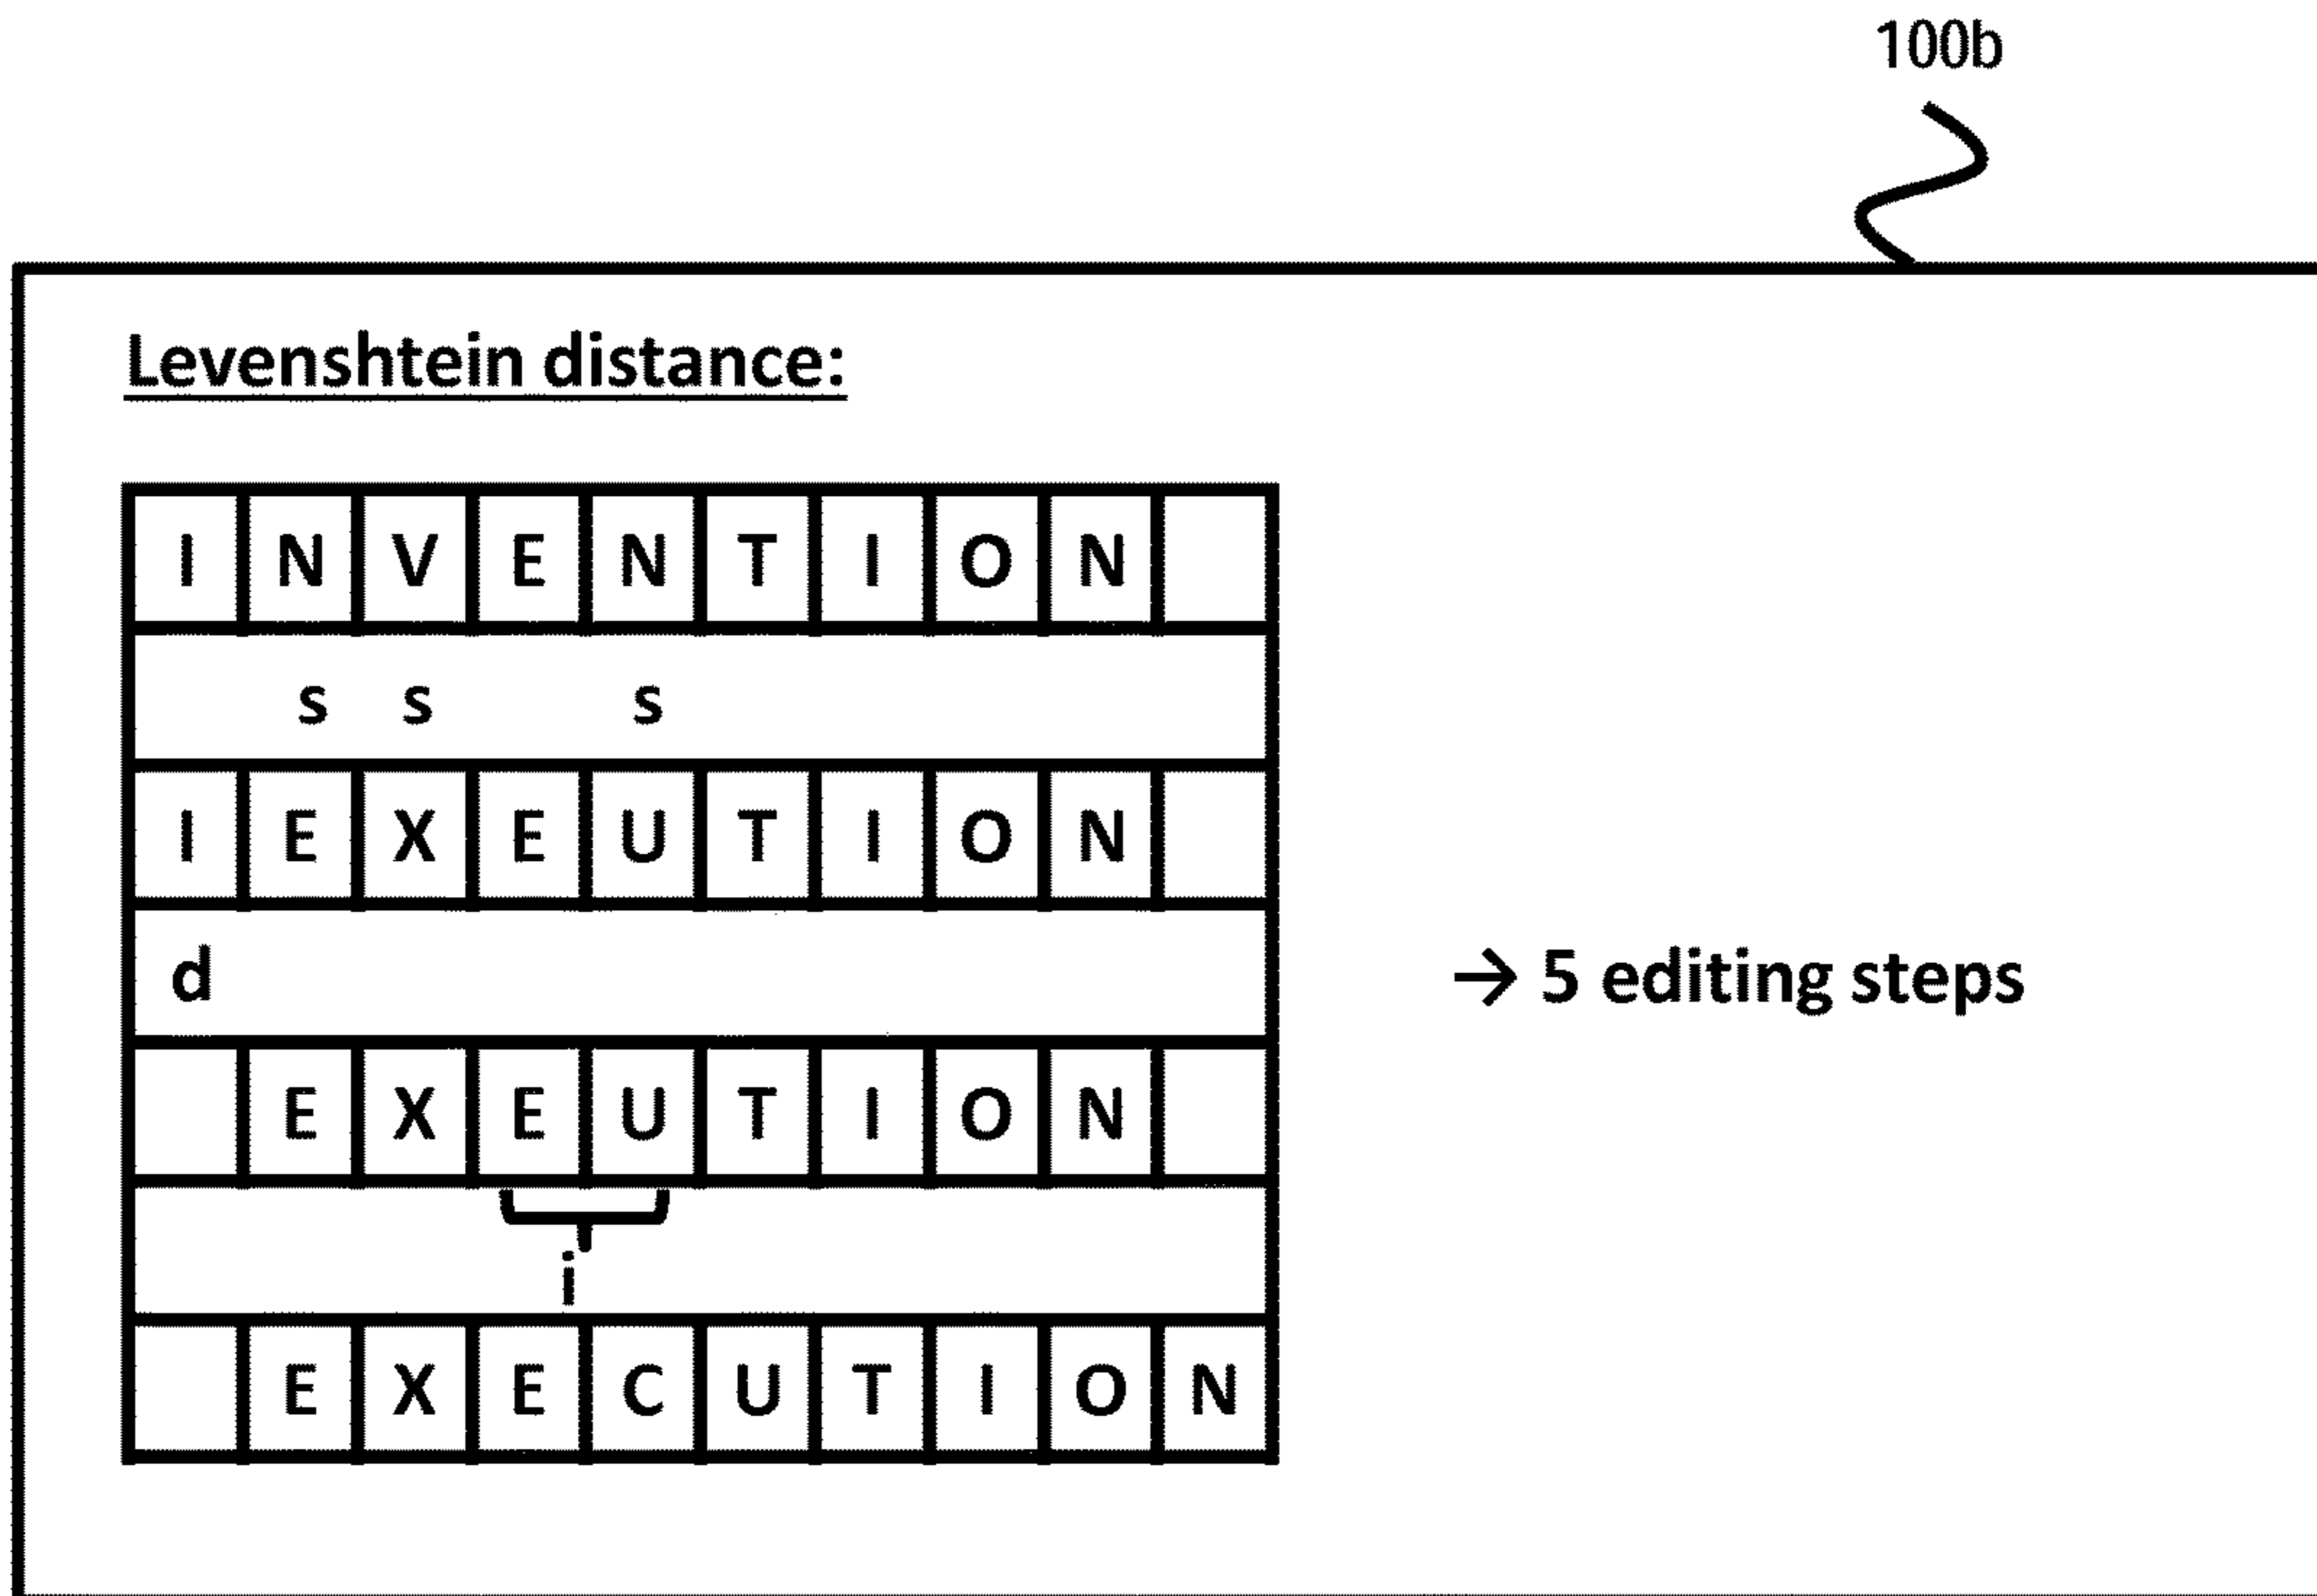 100b
Levenshtein distance:
I N V E N T I O N
s s s
I E X E U T I O N
d
→ 5 editing steps
E X E U T I O N
i
E X E C U T I O N